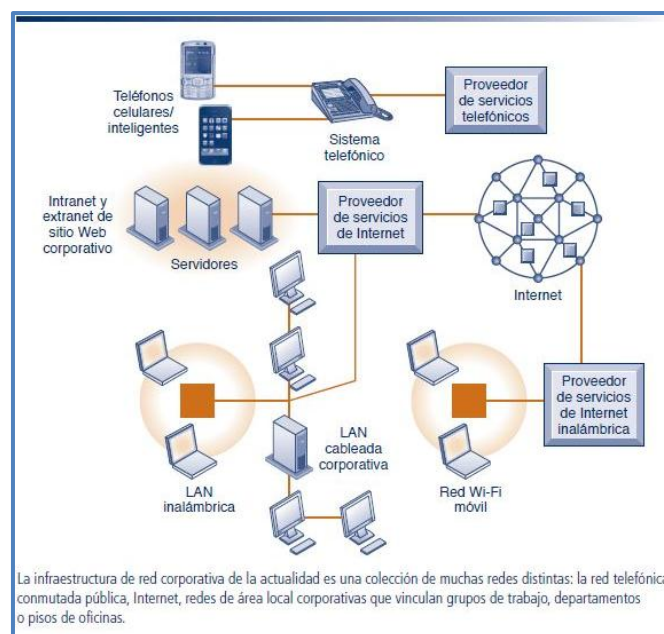 Teléfonos
celulares/
inteligentes
Sistema
telefónico
Proveedor
de servicios
telefónicos
Intranet y
extranet de
sitio Web
corporativo
Servidores
Proveedor
de servicios
de Internet
Internet
LAN
inalámbrica
LAN
cableada
corporativa
Red Wi-Fi
móvil
Proveedor
de servicios
de Internet
inalámbrica
La infraestructura de red corporativa de la actualidad es una colección de muchas redes distintas: la red telefónica
conmutada pública, Internet, redes de área local corporativas que vinculan grupos de trabajo, departamentos
o pisos de oficinas.